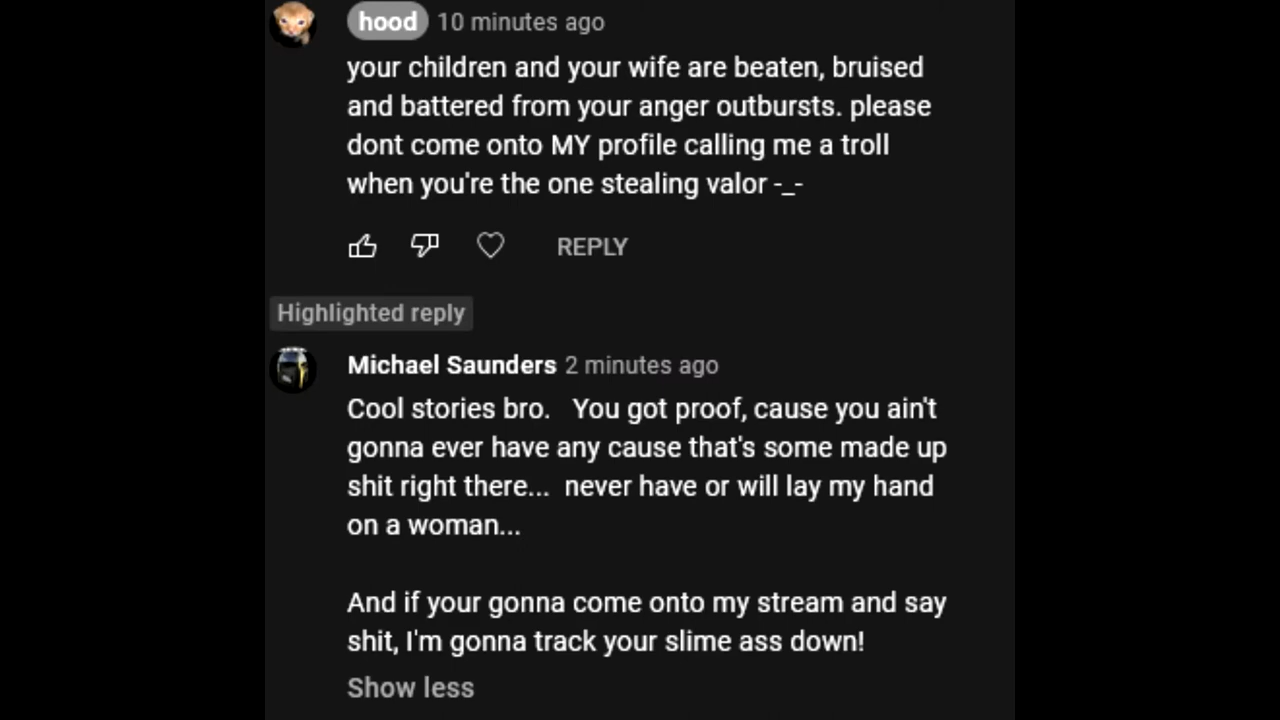 hood 10 minutes ago
your children and your wife are beaten, bruised
and battered from your anger outbursts. please
dont come onto MY profile calling me a troll
when you're the one stealing valor -_-
REPLY
Highlighted reply
Michael Saunders 2 minutes ago
Cool stories bro.   You got proof, cause you ain't
gonna ever have any cause that's some made up
shit right there...  never have or will lay my hand
on a woman...
And if your gonna come onto my stream and say
shit, I'm gonna track your slime ass down!
Show less